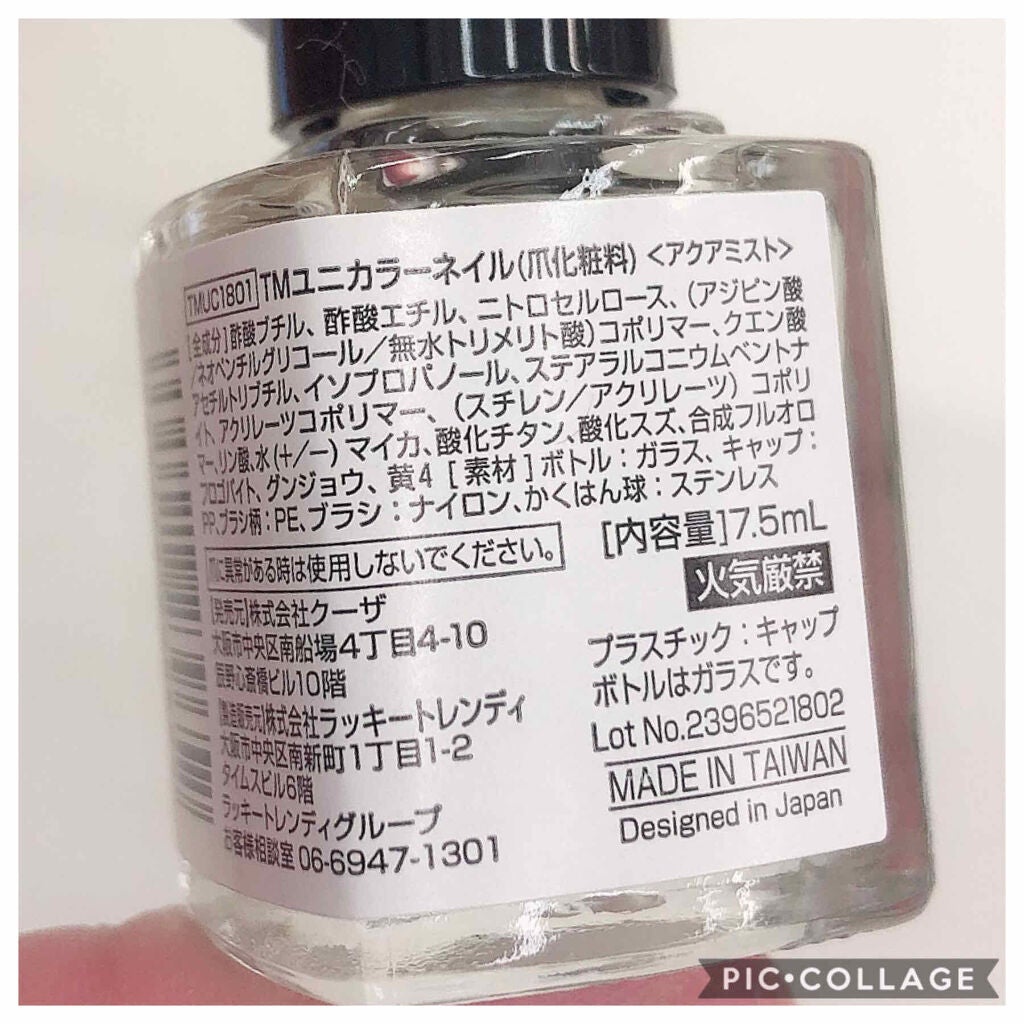 TMUC1801 TMユニカラーネイル(爪化粧料) <アクアミスト>
[全成分]酢酸ブチル、酢酸エチル、ニトロセルロース、(アジピン酸
/ネオペンチルグリコール/無水トリメリト酸)コポリマー、クエン酸
アセチルトリブチル、イソプロパノール、ステアラルコニウムベントナ
イト、アクリレーツコポリマー、(スチレン/アクリレーツ) コポリ
マー、リン酸、水(+/-)マイカ、酸化チタン、酸化スズ、合成フルオロ
フロゴパイト、グンジョウ、黄4 [素材]ボトル:ガラス、キャップ:
PP、ブラシ柄:PE、ブラシ:ナイロン、かくはん球:ステンレス
[内容量]7.5mL
爪に異常がある時は使用しないでください。
火気厳禁
[発売元]株式会社クーザ
大阪市中央区南船場4丁目4-10
辰野心斎橋ビル10階
[製造販売元]株式会社ラッキートレンディ
大阪市中央区南新町1丁目1-2
タイムスビル6階
ラッキートレンディグループ
お客様相談室 06-6947-1301
プラスチック:キャップ
ボトルはガラスです。
Lot No.2396521802
MADE IN TAIWAN
Designed in Japan
PIC•COLLAGE